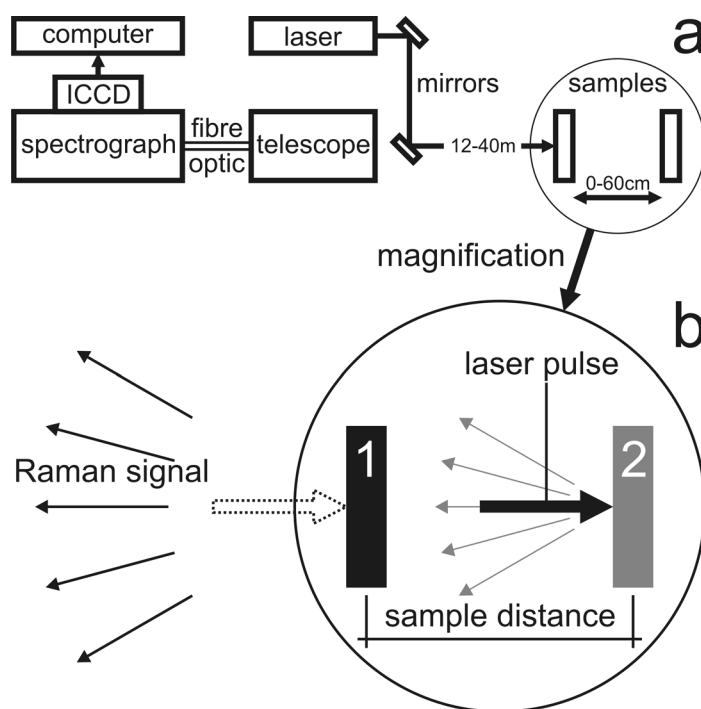 computer
laser
a
ICCD
mirrors
samples
spectrograph
fibre
optic
telescope
12-40m
0-60cm
magnification
b
laser pulse
1
2
Raman signal
sample distance